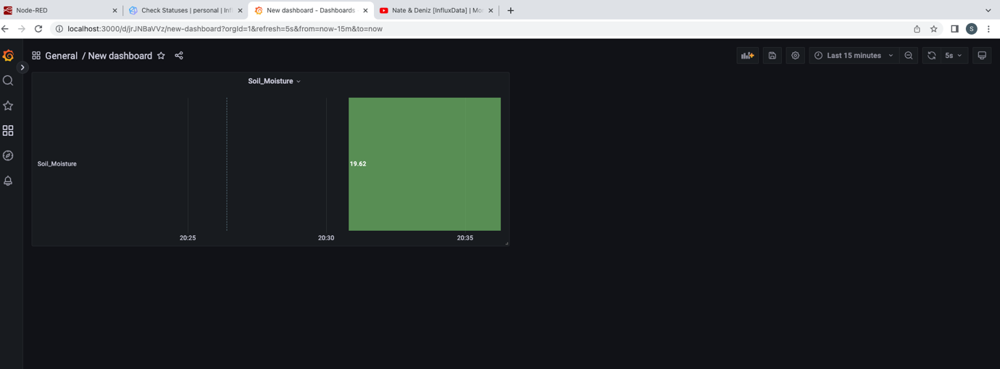 Node-RED
Check Statuses | personal | Inf
New dashboard - Dashboards
Nate & Deniz [InfluxData] | Mo
localhost:3000/d/jrJNBaVVz/new-dashboard?orgId=1&refresh=5s&from=now-15m&to=now
S
General / New dashboard
Last 15 minutes
5s
Soil_Moisture
Soil_Moisture
19.62
20:25
20:30
20:35